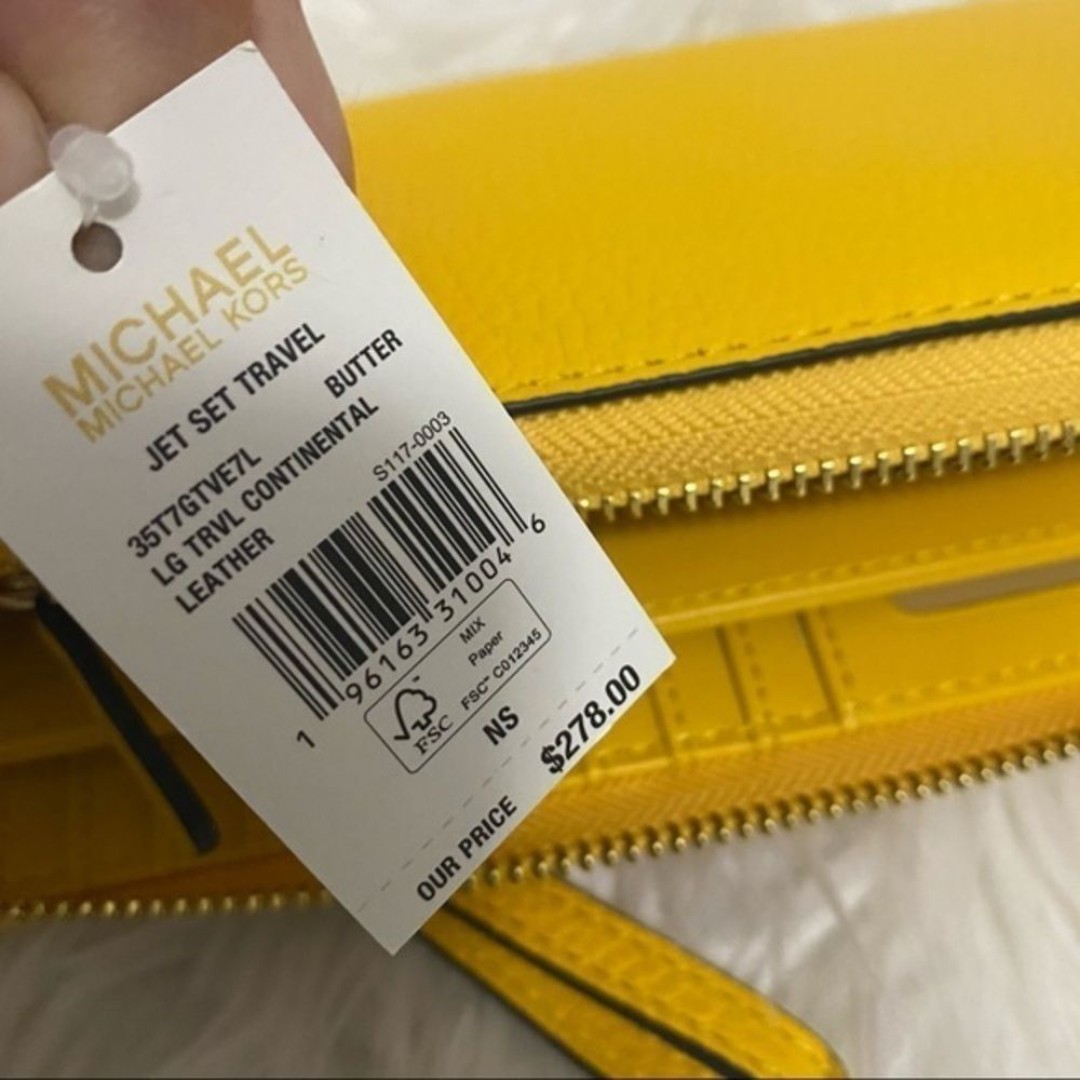 MICHAEL
MICHAEL KORS
JET SET TRAVEL
BUTTER
35T7GTVE7L
LG TRVL CONTINENTAL
LEATHER
S117-0003
1 96163 31004 6
FSC
MIX
Paper
FSC™ C012345
NS
OUR PRICE $278.00